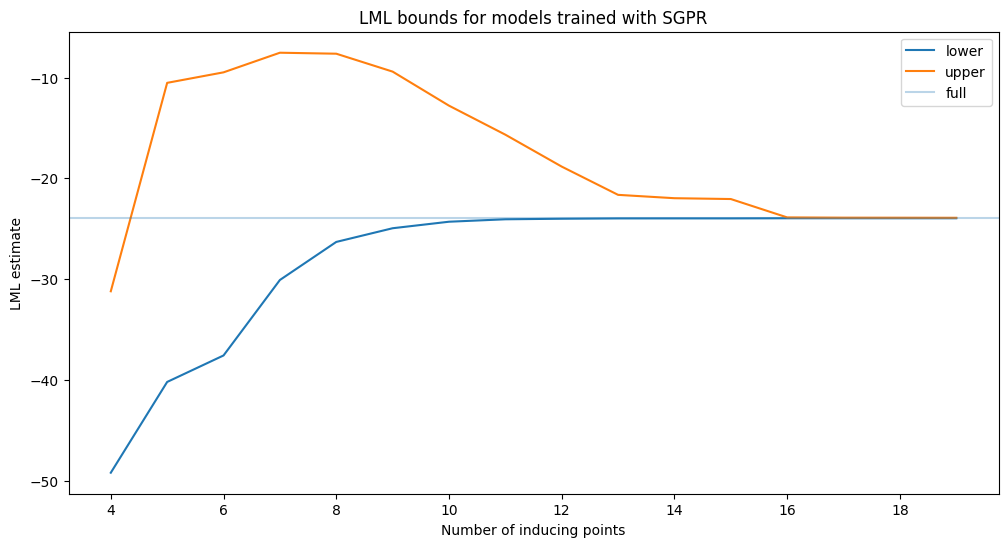 LML bounds for models trained with SGPR
lower
upper
full
−10
−20
−30
−40
−50
LML estimate
4
6
8
10
12
14
16
18
Number of inducing points